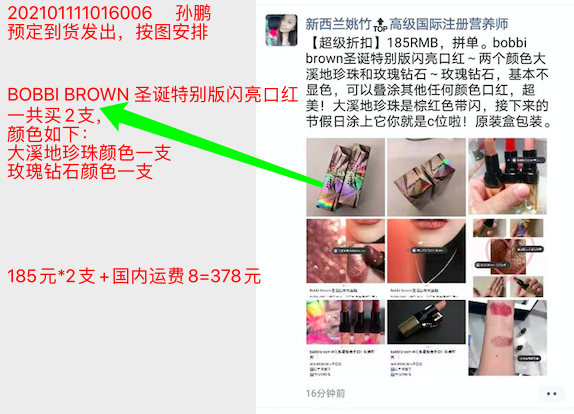 202101111016006 孙鹏
预定到货发出，按图安排
BOBBI BROWN 圣诞特别版闪亮口红
一共买2支，
颜色如下：
大溪地珍珠颜色一支
玫瑰钻石颜色一支
185元*2支+国内运费8=378元
新西兰姚竹🔝高级国际注册营养师
【超级折扣】185RMB，拼单。bobbi
brown圣诞特别版闪亮口红～两个颜色大
溪地珍珠和玫瑰钻石～玫瑰钻石，基本不
显色，可以叠涂其他任何颜色口红，超
美！大溪地珍珠是棕红色带闪，接下来的
节假日涂上它你就是c位啦！原装盒包装。
16分钟前